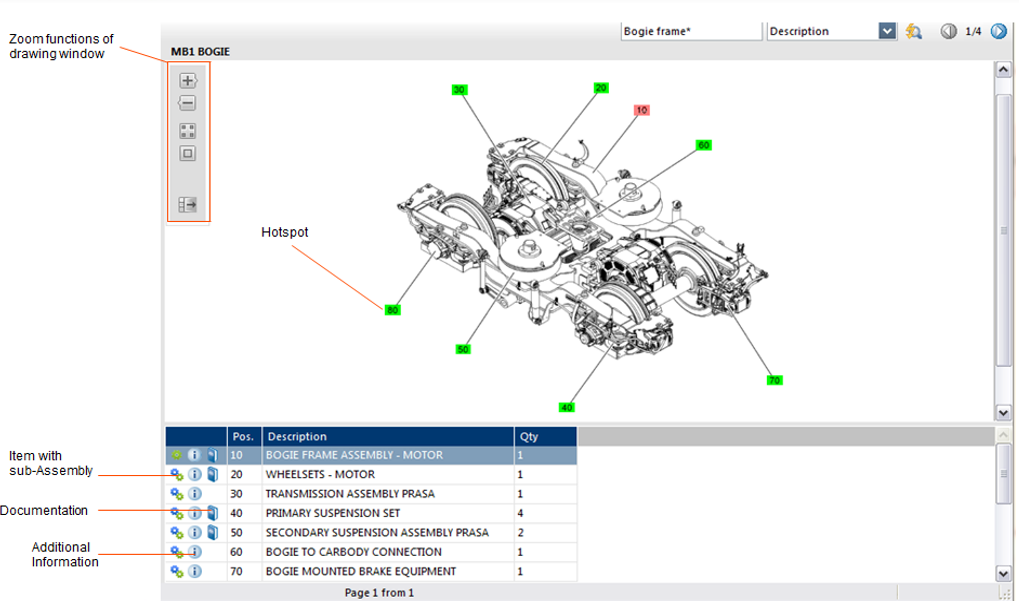 Zoom functions of
drawing window
Bogie frame*
Description
1/4
MB1 BOGIE
30
20
10
60
Hotspot
80
50
70
40
Pos. Description Qty
10 BOGIE FRAME ASSEMBLY - MOTOR 1
20 WHEELSETS - MOTOR 1
30 TRANSMISSION ASSEMBLY PRASA 1
40 PRIMARY SUSPENSION SET 4
50 SECONDARY SUSPENSION ASSEMBLY PRASA 2
60 BOGIE TO CARBODY CONNECTION 1
70 BOGIE MOUNTED BRAKE EQUIPMENT 1
Item with
sub-Assembly
Documentation
Additional
Information
Page 1 from 1